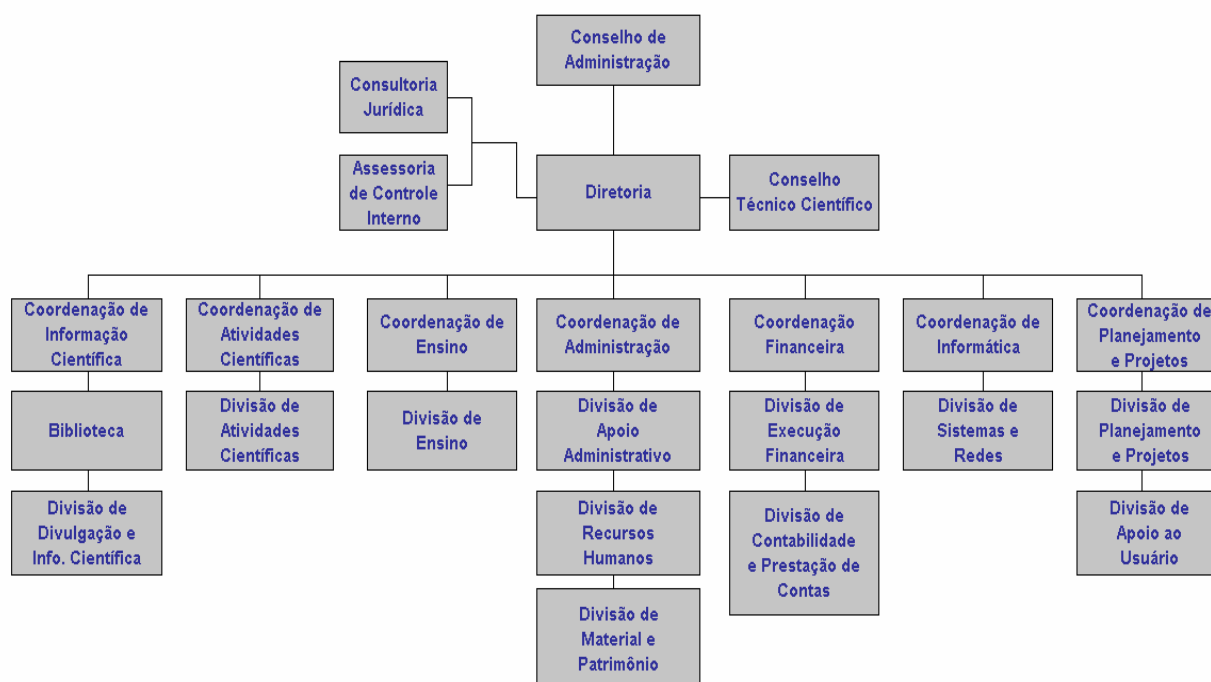 Conselho de
Administração
Consultoria
Jurídica
Assessoria
de Controle
Interno
Diretoria
Conselho
Técnico Científico
Coordenação de
Informação
Científica
Coordenação de
Atividades
Científicas
Coordenação de
Ensino
Coordenação de
Administração
Coordenação
Financeira
Coordenação de
Informática
Coordenação de
Planejamento
e Projetos
Biblioteca
Divisão de
Atividades
Científicas
Divisão de
Ensino
Divisão de
Apoio
Administrativo
Divisão de
Execução
Financeira
Divisão de
Sistemas e
Redes
Divisão de
Planejamento
e Projetos
Divisão de
Divulgação e
Info. Científica
Divisão de
Recursos
Humanos
Divisão de
Contabilidade
e Prestação de
Contas
Divisão de
Apoio ao
Usuário
Divisão de
Material e
Patrimônio